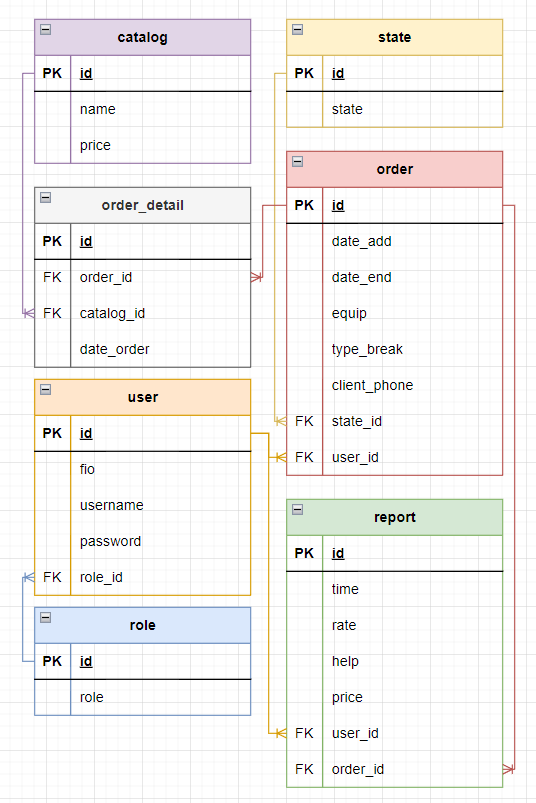 catalog
PK id
name
price
order_detail
PK id
FK order_id
FK catalog_id
date_order
user
PK id
fio
username
password
FK role_id
role
PK id
role
state
PK id
state
order
PK id
date_add
date_end
equip
type_break
client_phone
FK state_id
FK user_id
report
PK id
time
rate
help
price
FK user_id
FK order_id